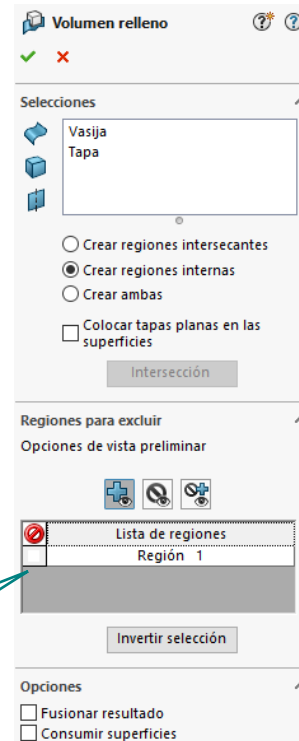 Volumen relleno
Selecciones
Vasija
Tapa
Crear regiones intersecantes
Crear regiones internas
Crear ambas
Colocar tapas planas en las
superficies
Intersección
Regiones para excluir
Opciones de vista preliminar
Lista de regiones
Región 1
Invertir selección
Opciones
Fusionar resultado
Consumir superficies